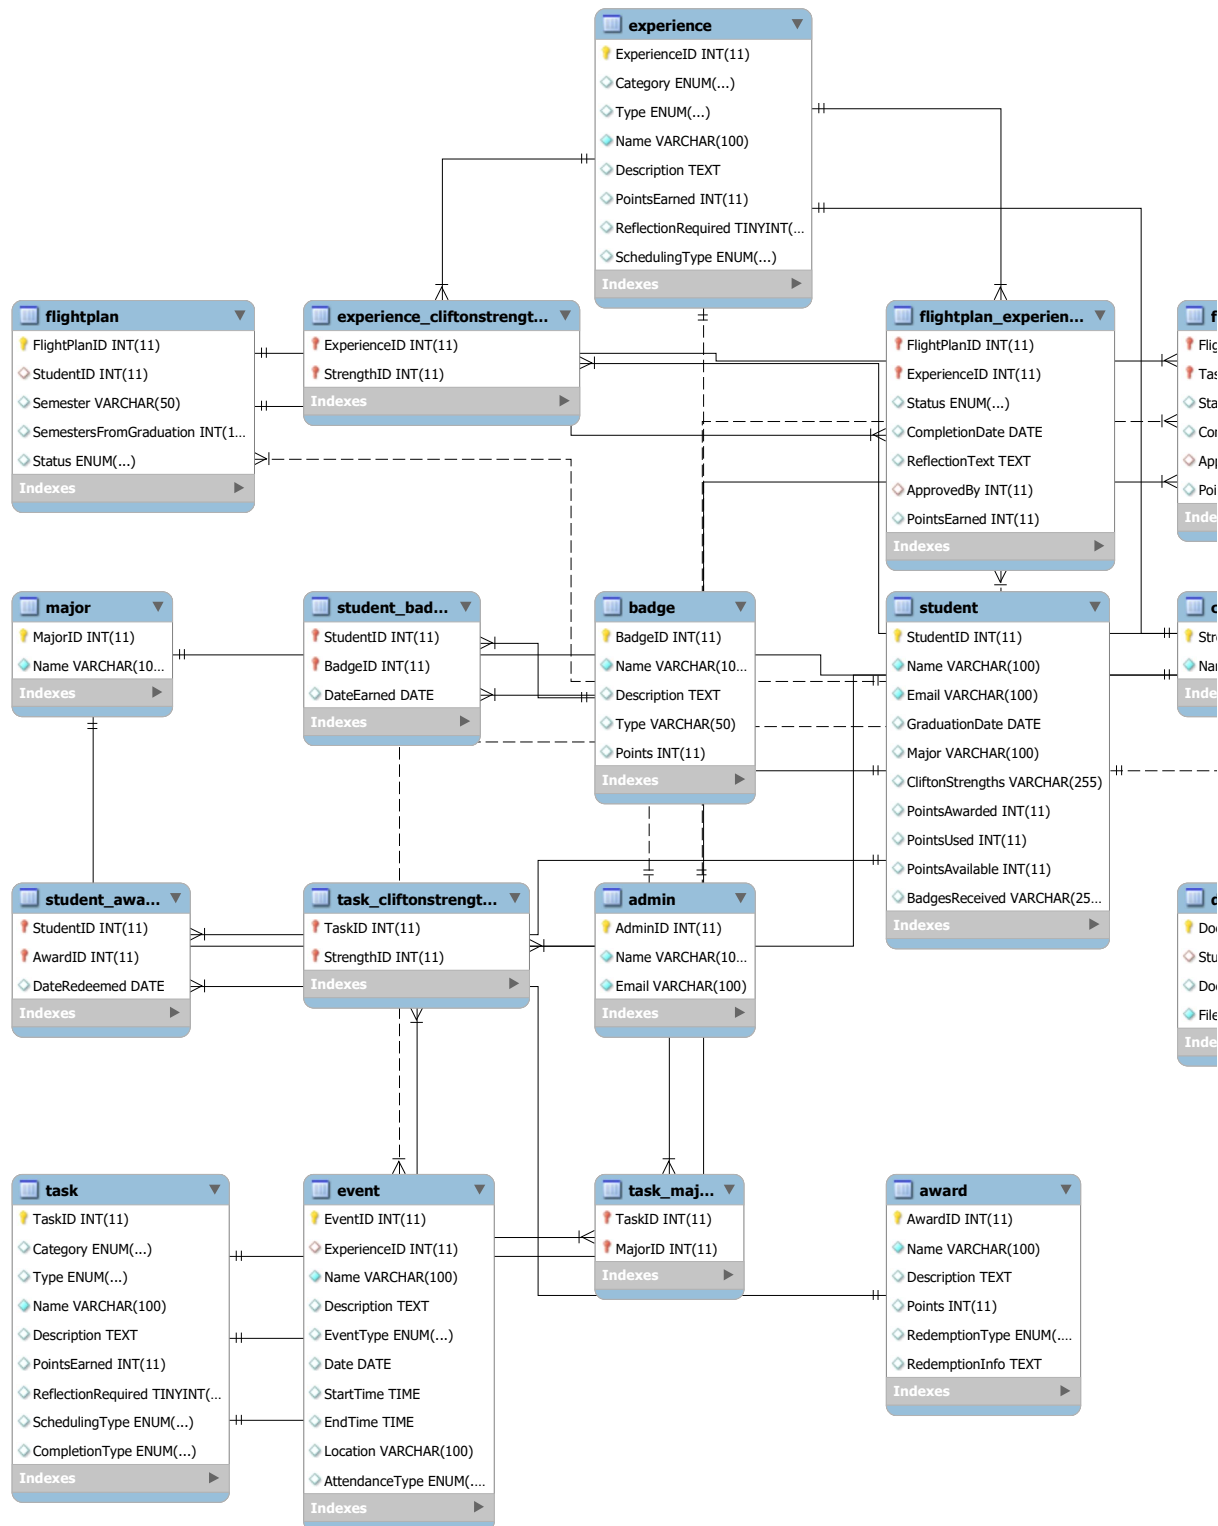 experience
ExperienceID INT(11)
Category ENUM(...)
Type ENUM(...)
Name VARCHAR(100)
Description TEXT
PointsEarned INT(11)
ReflectionRequired TINYINT(...
SchedulingType ENUM(...)
Indexes
flightplan
FlightPlanID INT(11)
StudentID INT(11)
Semester VARCHAR(50)
SemestersFromGraduation INT(1...
Status ENUM(...)
Indexes
experience_cliftonstrengt...
ExperienceID INT(11)
StrengthID INT(11)
Indexes
flightplan_experien...
FlightPlanID INT(11)
ExperienceID INT(11)
Status ENUM(...)
CompletionDate DATE
ReflectionText TEXT
ApprovedBy INT(11)
PointsEarned INT(11)
Indexes
major
MajorID INT(11)
Name VARCHAR(10...
Indexes
student_bad...
StudentID INT(11)
BadgeID INT(11)
DateEarned DATE
Indexes
badge
BadgeID INT(11)
Name VARCHAR(10...
Description TEXT
Type VARCHAR(50)
Points INT(11)
Indexes
student
StudentID INT(11)
Name VARCHAR(100)
Email VARCHAR(100)
GraduationDate DATE
Major VARCHAR(100)
CliftonStrengths VARCHAR(255)
PointsAwarded INT(11)
PointsUsed INT(11)
PointsAvailable INT(11)
BadgesReceived VARCHAR(25...
Indexes
student_awa...
StudentID INT(11)
AwardID INT(11)
DateRedeemed DATE
Indexes
task_cliftonstrengt...
TaskID INT(11)
StrengthID INT(11)
Indexes
admin
AdminID INT(11)
Name VARCHAR(10...
Email VARCHAR(100)
Indexes
task
TaskID INT(11)
Category ENUM(...)
Type ENUM(...)
Name VARCHAR(100)
Description TEXT
PointsEarned INT(11)
ReflectionRequired TINYINT(...
SchedulingType ENUM(...)
CompletionType ENUM(...)
Indexes
event
EventID INT(11)
ExperienceID INT(11)
Name VARCHAR(100)
Description TEXT
EventType ENUM(...)
Date DATE
StartTime TIME
EndTime TIME
Location VARCHAR(100)
AttendanceType ENUM(....
Indexes
task_maj...
TaskID INT(11)
MajorID INT(11)
Indexes
award
AwardID INT(11)
Name VARCHAR(100)
Description TEXT
Points INT(11)
RedemptionType ENUM(....
RedemptionInfo TEXT
Indexes